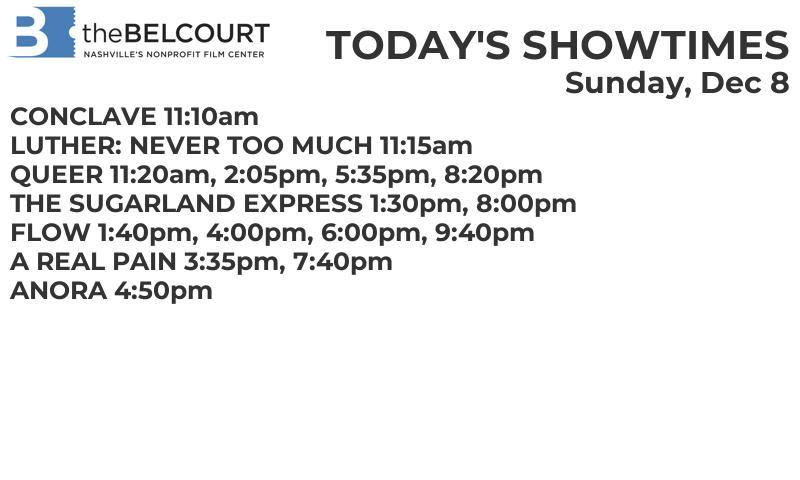 B theBELCOURT
NASHVILLE'S NONPROFIT FILM CENTER
TODAY'S SHOWTIMES
Sunday, Dec 8
CONCLAVE 11:10am
LUTHER: NEVER TOO MUCH 11:15am
QUEER 11:20am, 2:05pm, 5:35pm, 8:20pm
THE SUGARLAND EXPRESS 1:30pm, 8:00pm
FLOW 1:40pm, 4:00pm, 6:00pm, 9:40pm
A REAL PAIN 3:35pm, 7:40pm
ANORA 4:50pm